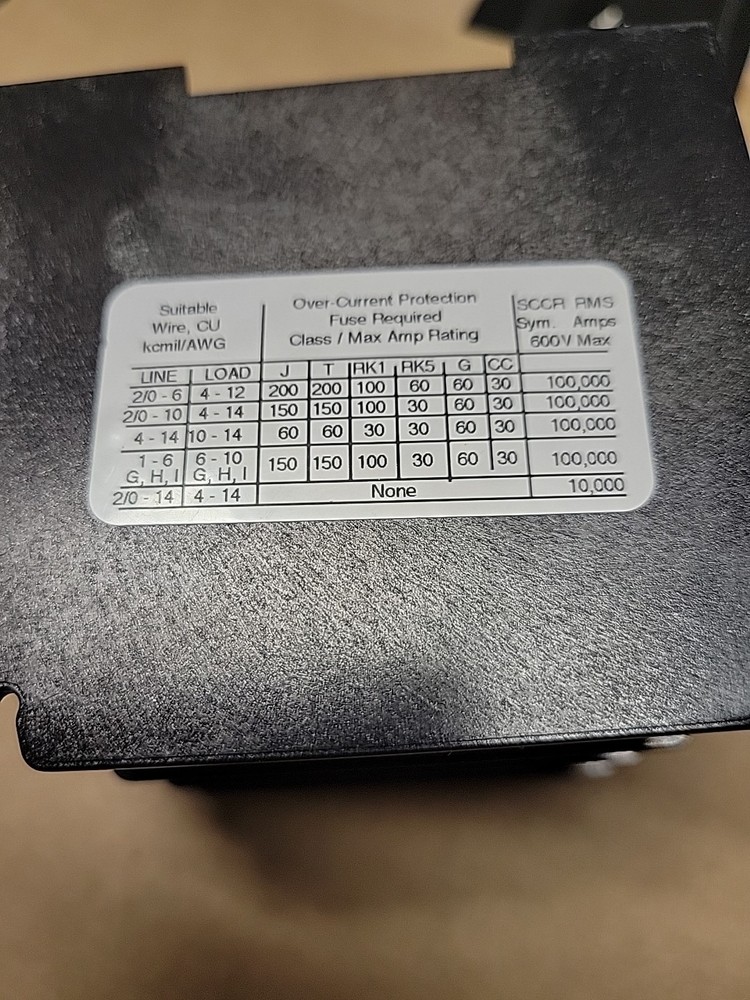 Suitable
Wire, CU
kcmil/AWG
Over-Current Protection
Fuse Required
Class / Max Amp Rating
SCCR RMS
Sym. Amps
600V Max
LINE LOAD J T RK1 RK5 G CC
2/0 - 6 4 - 12 200 200 100 60 60 30 100,000
2/0 - 10 4 - 14 150 150 100 30 60 30 100,000
4 - 14 10 - 14 60 60 30 30 60 30 100,000
1 - 6 6 - 10
G, H, I G, H, I 150 150 100 30 60 30 100,000
2/0 - 14 4 - 14 None 10,000